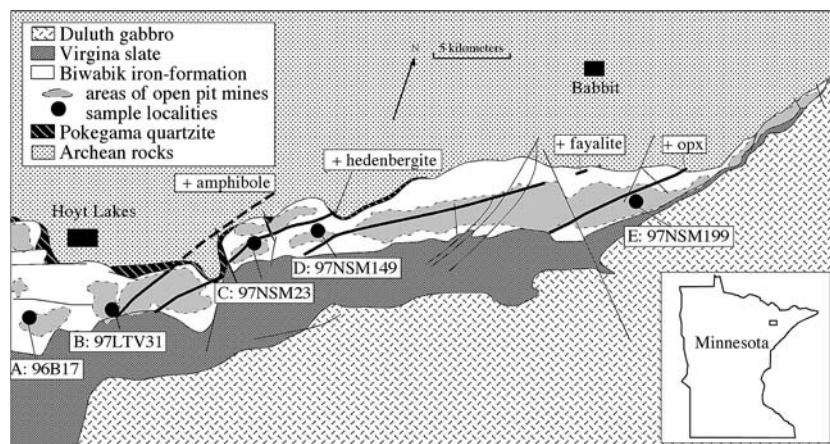 Duluth gabbro
Virgina slate
Biwabik iron-formation
areas of open pit mines
sample localities
Pokegama quartzite
Archean rocks
N
5 kilometers
Babbit
+ fayalite
+ opx
+ hedenbergite
+ amphibole
Hoyt Lakes
E: 97NSM199
D: 97NSM149
C: 97NSM23
B: 97LTV31
A: 96B17
Minnesota